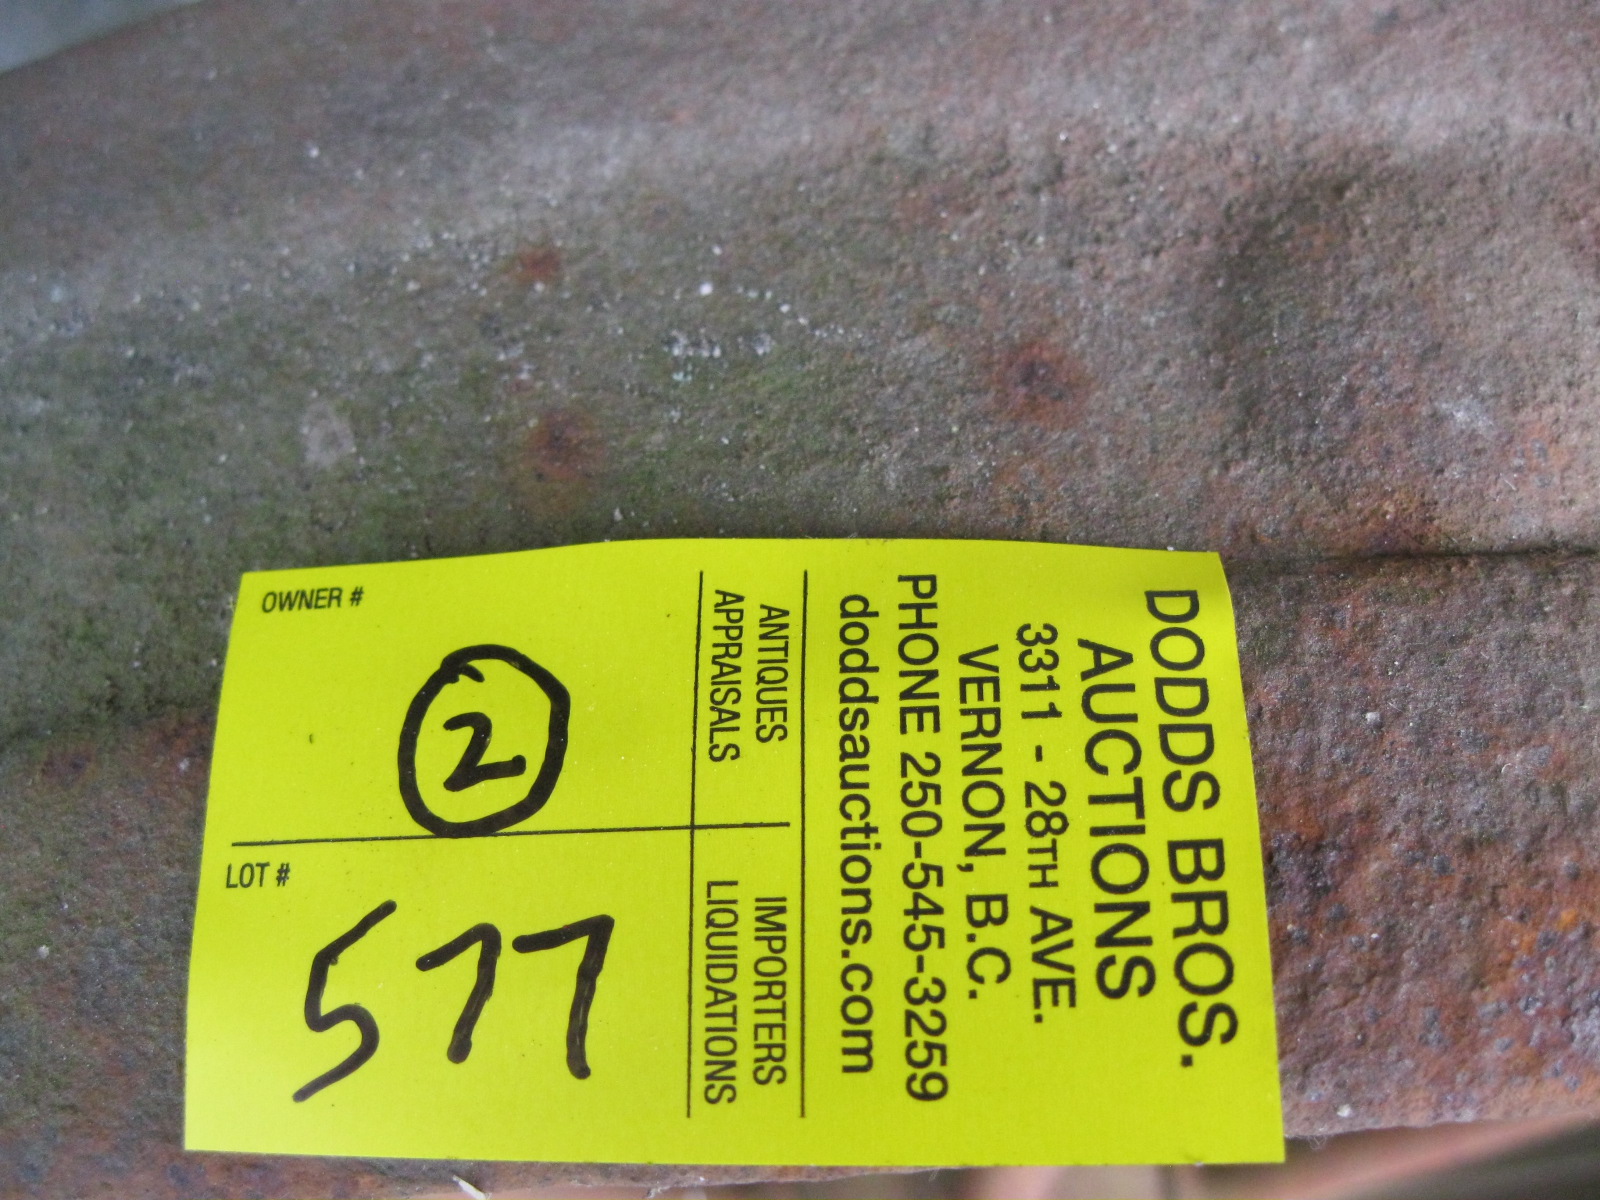 DODDS BROS.
AUCTIONS
3311 - 28TH AVE.
VERNON, B.C.
PHONE 250-545-3259
doddsauctions.com
ANTIQUES
APPRAISALS
IMPORTERS
LIQUIDATIONS
OWNER #
2
LOT #
577